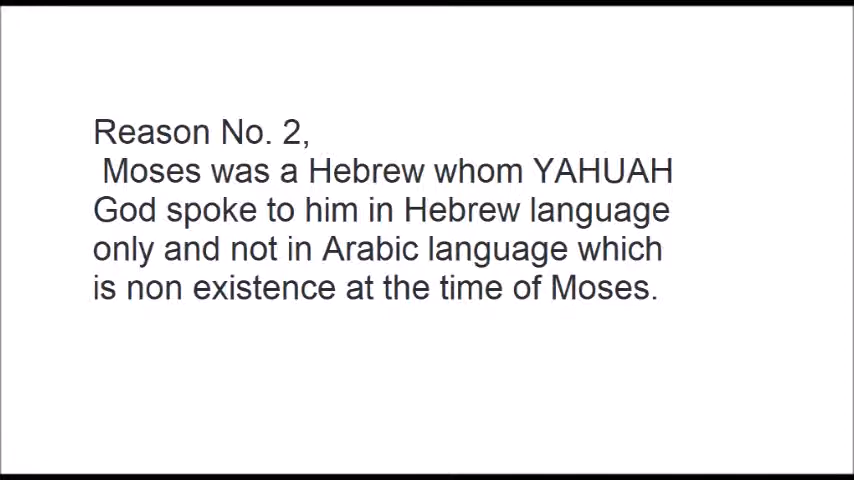 Reason No. 2,
Moses was a Hebrew whom YAHUAH
God spoke to him in Hebrew language
only and not in Arabic language which
is non existence at the time of Moses.